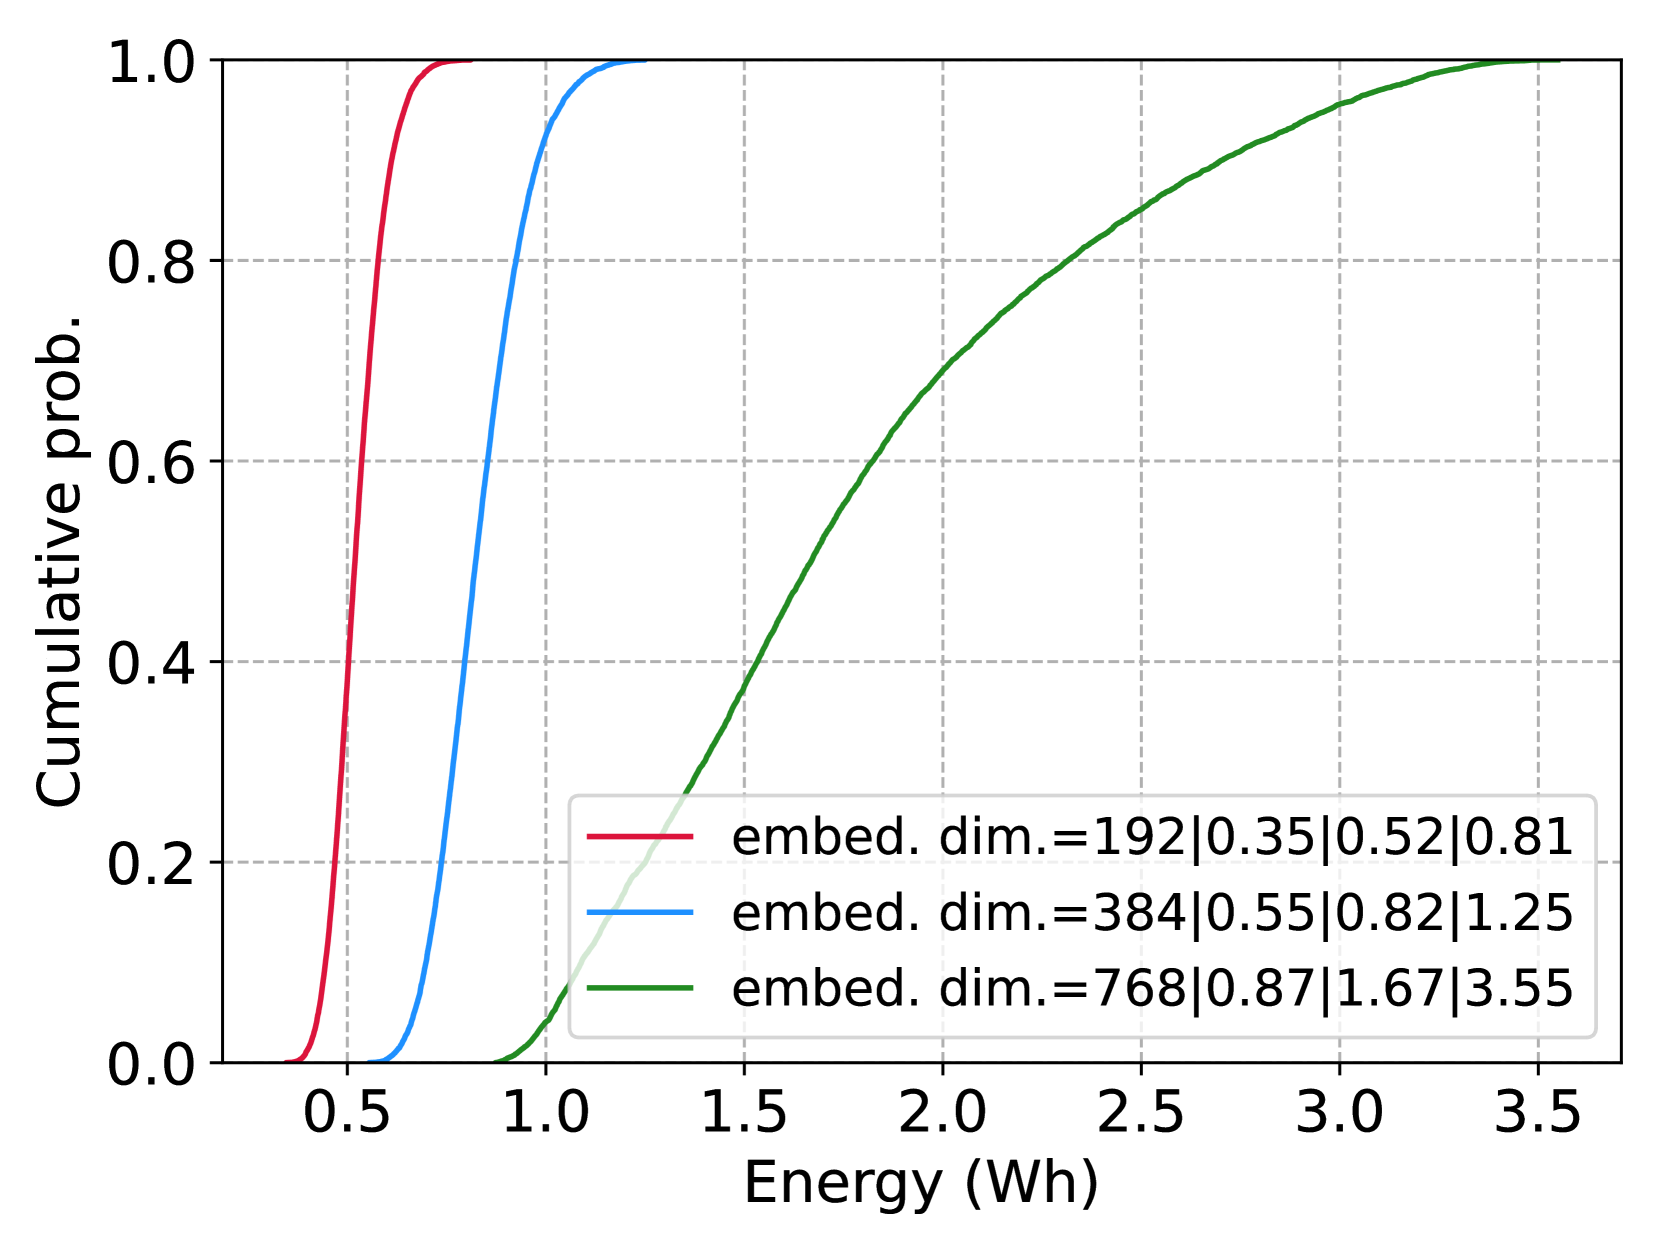 1.0
0.8
0.6
0.4
0.2
0.0
Cumulative prob.
embed. dim.=192|0.35|0.52|0.81
embed. dim.=384|0.55|0.82|1.25
embed. dim.=768|0.87|1.67|3.55
0.5 1.0 1.5 2.0 2.5 3.0 3.5
Energy (Wh)